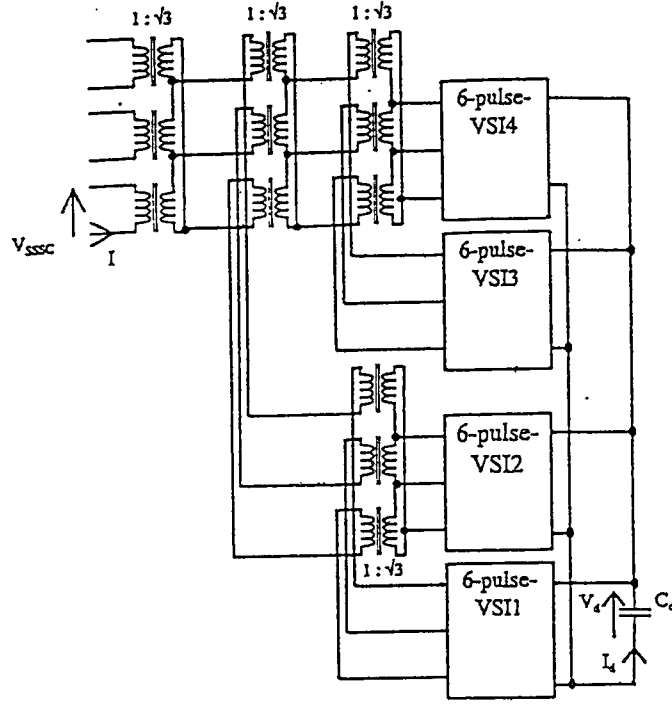 1:√3
1:√3
1:√3
6-pulse-
VSI4
V_SSSC
I
6-pulse-
VSI3
6-pulse-
VSI2
1:√3
6-pulse-
VSI1
V_d
I_d